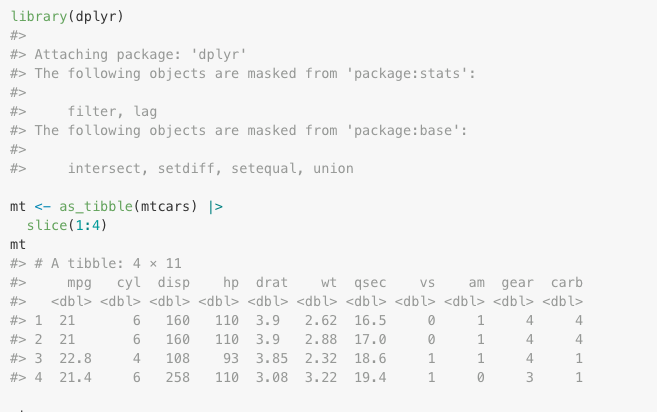 library(dplyr)
#>
#> Attaching package: 'dplyr'
#> The following objects are masked from 'package:stats':
#>
#>     filter, lag
#> The following objects are masked from 'package:base':
#>
#>     intersect, setdiff, setequal, union
mt <- as_tibble(mtcars) |>
  slice(1:4)
mt
#> # A tibble: 4 × 11
#>     mpg   cyl  disp    hp  drat    wt  qsec    vs    am  gear  carb
#>   <dbl> <dbl> <dbl> <dbl> <dbl> <dbl> <dbl> <dbl> <dbl> <dbl> <dbl>
#> 1  21       6   160   110  3.9   2.62  16.5     0     1     4     4
#> 2  21       6   160   110  3.9   2.88  17.0     0     1     4     4
#> 3  22.8     4   108    93  3.85  2.32  18.6     1     1     4     1
#> 4  21.4     6   258   110  3.08  3.22  19.4     1     0     3     1